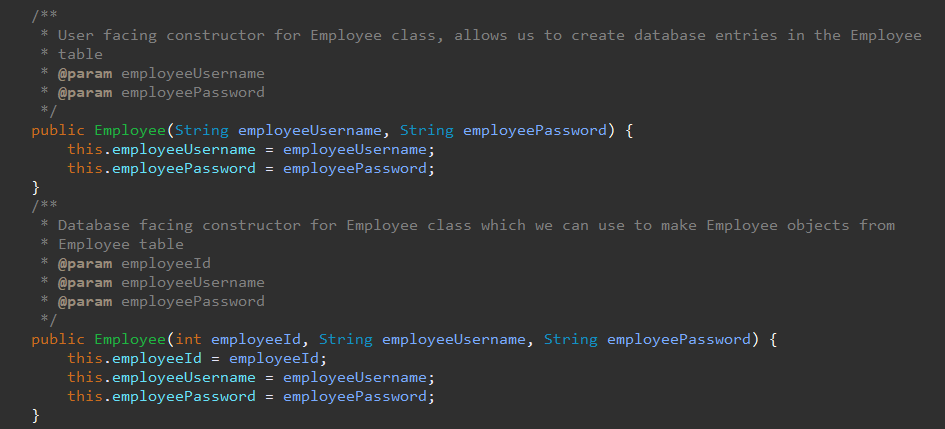 /**
 * User facing constructor for Employee class, allows us to create database entries in the Employee
 * table
 * @param employeeUsername
 * @param employeePassword
 */
public Employee(String employeeUsername, String employeePassword) {
    this.employeeUsername = employeeUsername;
    this.employeePassword = employeePassword;
}
/**
 * Database facing constructor for Employee class which we can use to make Employee objects from
 * Employee table
 * @param employeeId
 * @param employeeUsername
 * @param employeePassword
 */
public Employee(int employeeId, String employeeUsername, String employeePassword) {
    this.employeeId = employeeId;
    this.employeeUsername = employeeUsername;
    this.employeePassword = employeePassword;
}